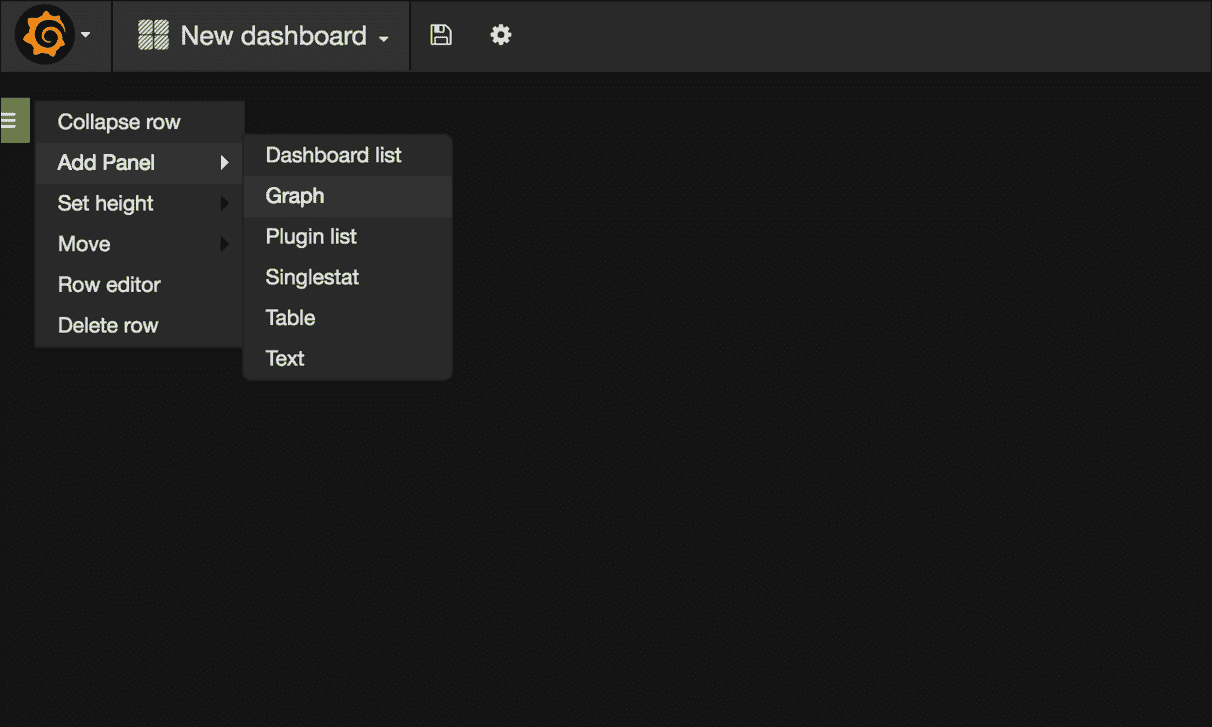 New dashboard
Collapse row
Add Panel
Set height
Move
Row editor
Delete row
Dashboard list
Graph
Plugin list
Singlestat
Table
Text